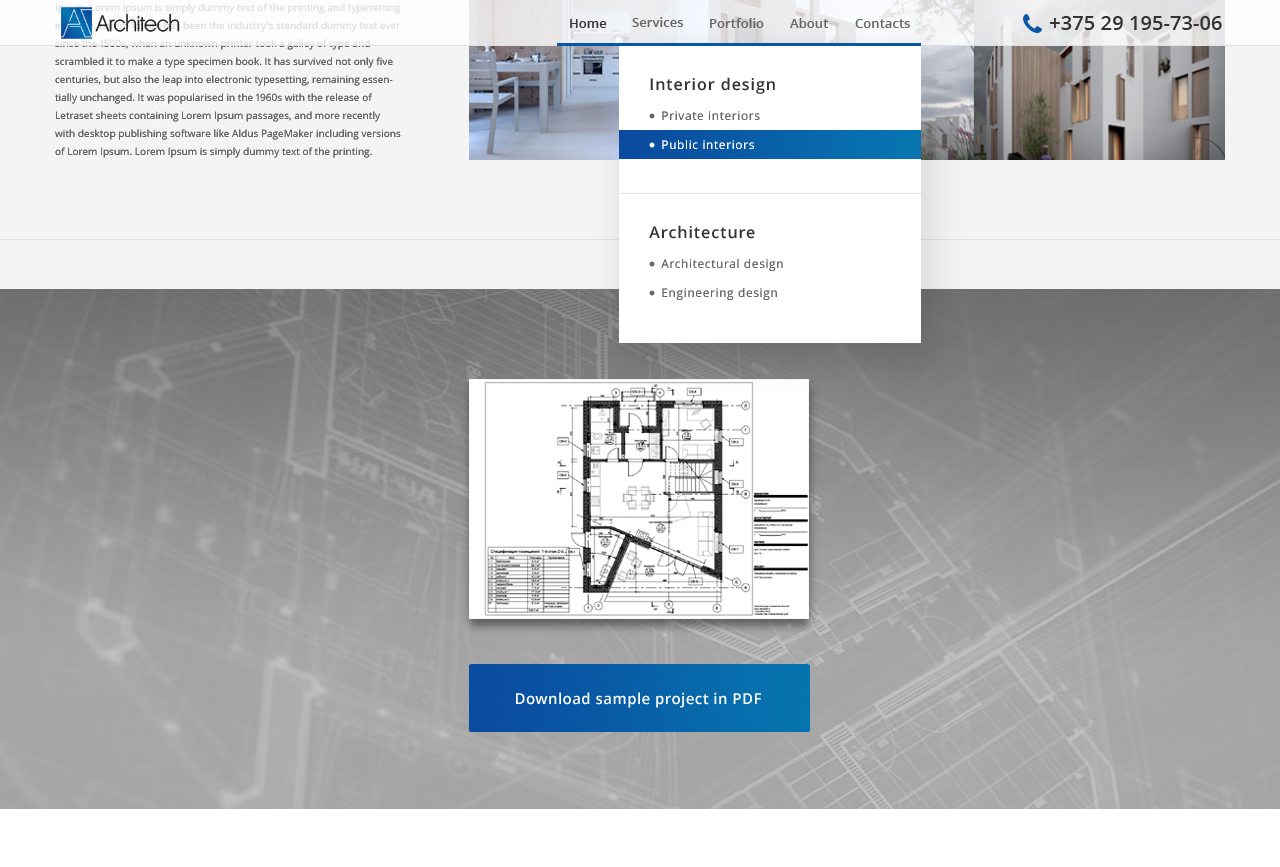 Architech
Home Services Portfolio About Contacts
+375 29 195-73-06
Lorem Ipsum is simply dummy text of the printing and typesetting
been the industry's standard dummy text ever
since the 1500s, when an unknown printer took a galley of type and
scrambled it to make a type specimen book. It has survived not only five
centuries, but also the leap into electronic typesetting, remaining essen-
tially unchanged. It was popularised in the 1960s with the release of
Letraset sheets containing Lorem Ipsum passages, and more recently
with desktop publishing software like Aldus PageMaker including versions
of Lorem Ipsum. Lorem Ipsum is simply dummy text of the printing.
Interior design
• Private interiors
• Public interiors
Architecture
• Architectural design
• Engineering design
Download sample project in PDF